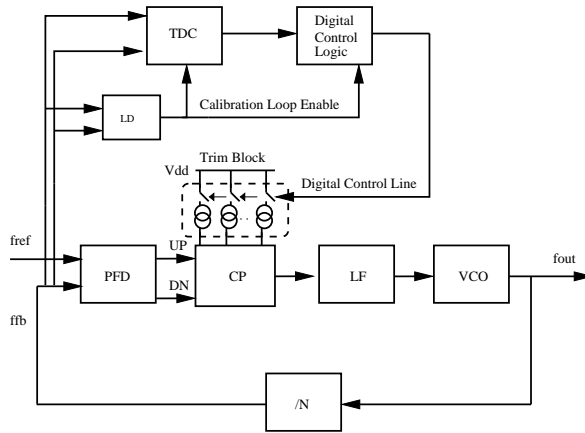 TDC
Digital
Control
Logic
LD
Calibration Loop Enable
Trim Block
Vdd
Digital Control Line
fref
UP
PFD
CP
LF
VCO
fout
DN
ffb
/N